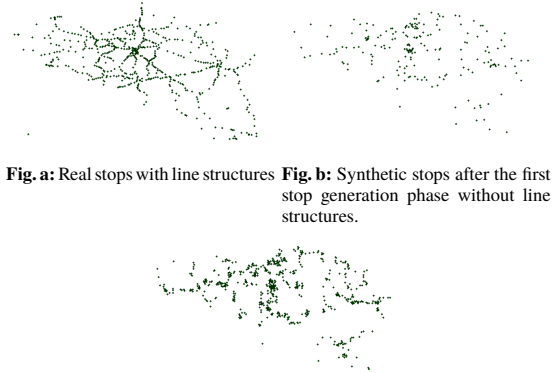 Fig. a: Real stops with line structures
Fig. b: Synthetic stops after the first
stop generation phase without line
structures.